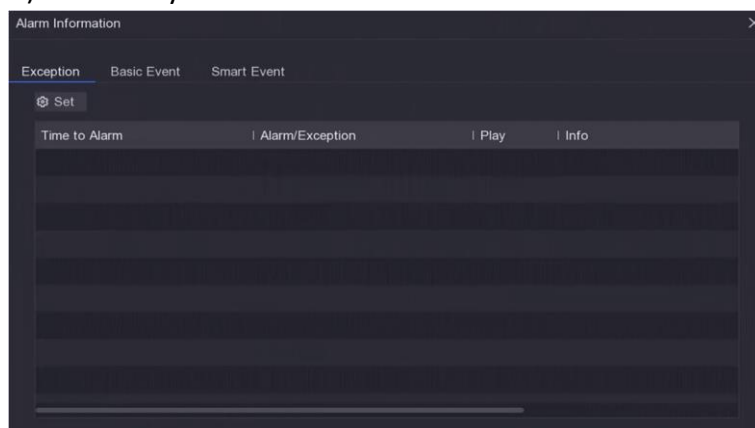 Alarm Information
Exception Basic Event Smart Event
Set
Time to Alarm Alarm/Exception Play Info